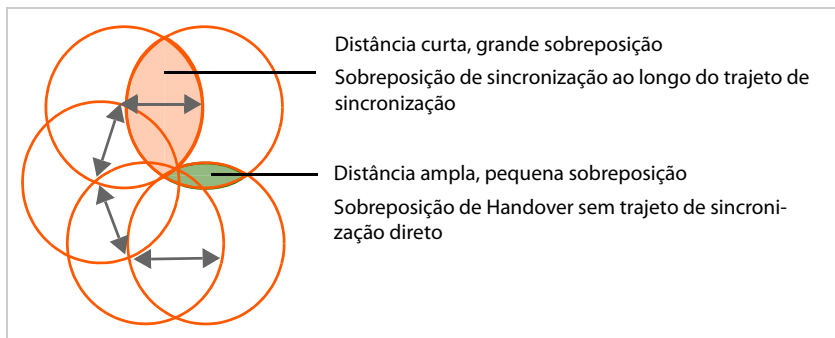 Distância curta, grande sobreposição
Sobreposição de sincronização ao longo do trajeto de
sincronização
Distância ampla, pequena sobreposição
Sobreposição de Handover sem trajeto de sincroni-
zação direto